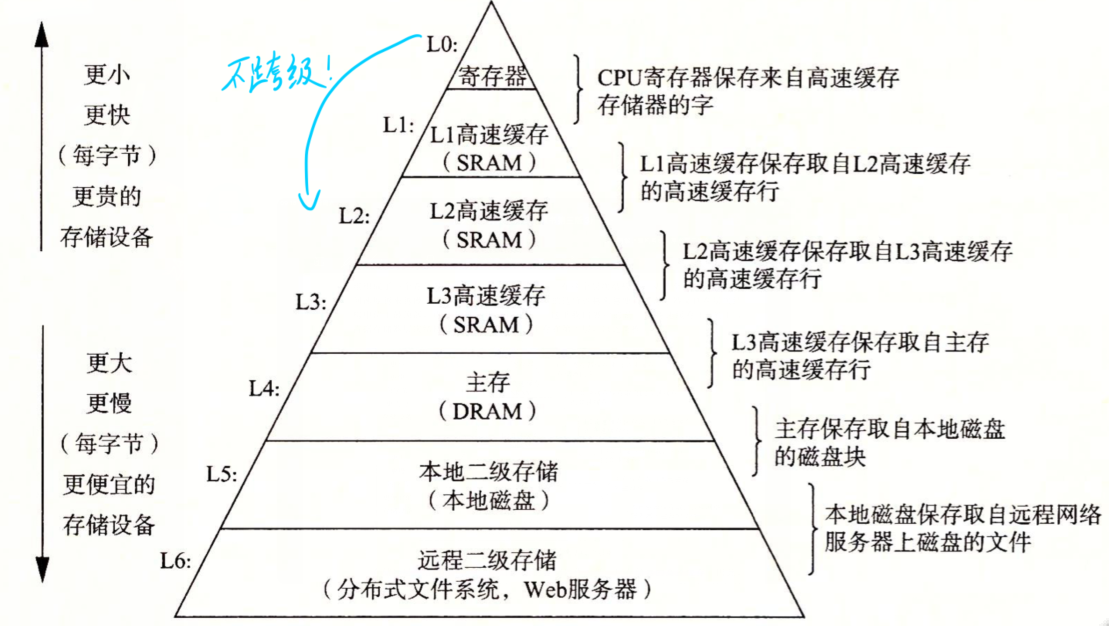 更小
更快
（每字节）
更贵的
存储设备
更大
更慢
（每字节）
更便宜的
存储设备
不跨级！
L0:
寄存器
CPU寄存器保存来自高速缓存
存储器的字
L1:
L1高速缓存
（SRAM）
L1高速缓存保存取自L2高速缓存
的高速缓存行
L2:
L2高速缓存
（SRAM）
L2高速缓存保存取自L3高速缓存
的高速缓存行
L3:
L3高速缓存
（SRAM）
L3高速缓存保存取自主存
的高速缓存行
L4:
主存
（DRAM）
主存保存取自本地磁盘
的磁盘块
L5:
本地二级存储
（本地磁盘）
本地磁盘保存取自远程网络
服务器上磁盘的文件
L6:
远程二级存储
（分布式文件系统，Web服务器）